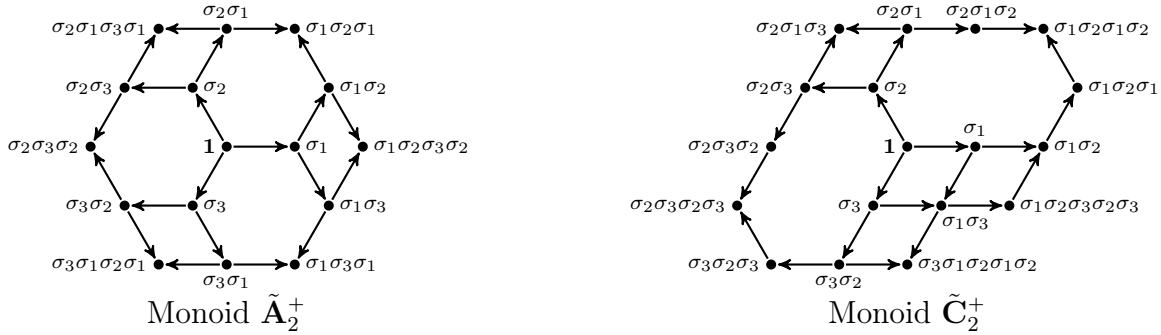 σ₂σ₁σ₃σ₁ σ₂σ₁ σ₁σ₂σ₁
σ₂σ₃ σ₂ σ₁σ₂
σ₂σ₃σ₂ 1 σ₁ σ₁σ₂σ₃σ₂
σ₃σ₂ σ₃ σ₁σ₃
σ₃σ₁σ₂σ₁ σ₃σ₁ σ₁σ₃σ₁
Monoid Ã₂⁺
σ₂σ₁σ₃ σ₂σ₁ σ₂σ₁σ₂ σ₁σ₂σ₁σ₂
σ₂σ₃ σ₂ σ₁σ₂σ₁
σ₂σ₃σ₂ 1 σ₁ σ₁σ₂
σ₂σ₃σ₂σ₃ σ₃ σ₁σ₃ σ₁σ₂σ₃σ₂σ₃
σ₃σ₂σ₃ σ₃σ₂ σ₃σ₁σ₂σ₁σ₂
Monoid C̃₂⁺